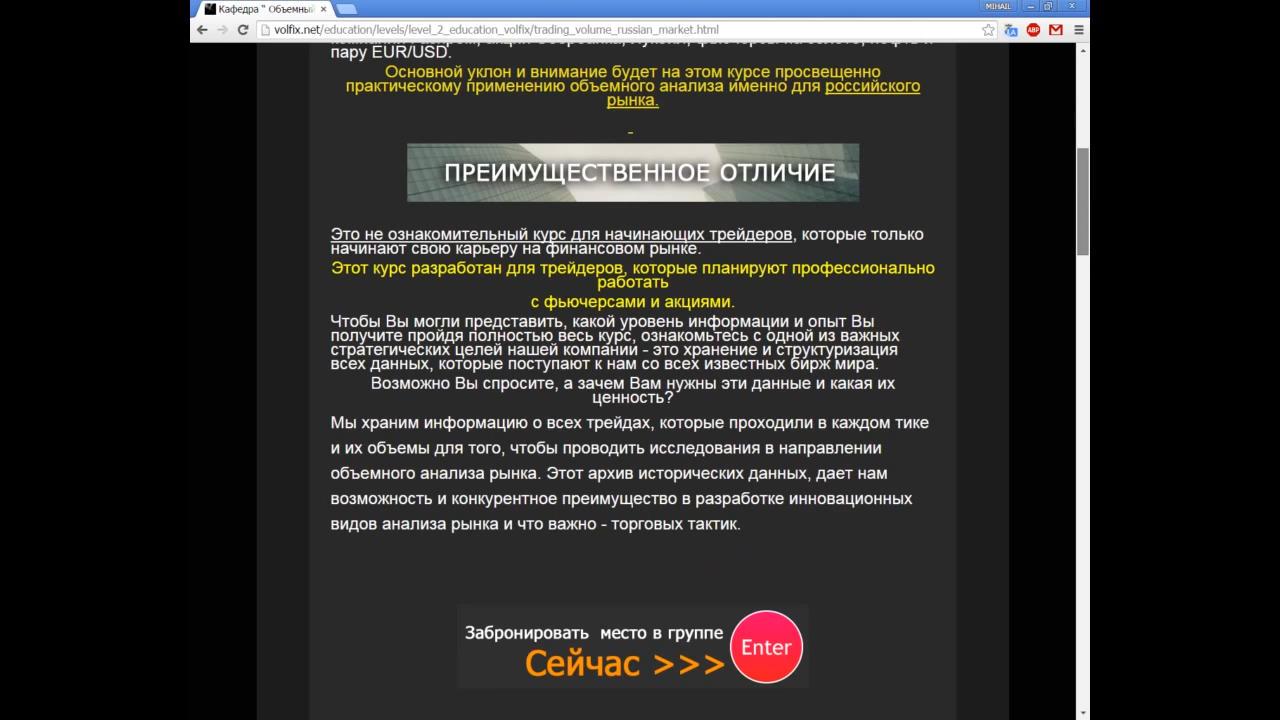 Кафедра " Объемный
MIHAIL
volfix.net/education/levels/level_2_education_volfix/trading_volume_russian_market.html
ABP
пару EUR/USD.
Основной уклон и внимание будет на этом курсе просвещенно
практическому применению объемного анализа именно для российского
рынка.
ПРЕИМУЩЕСТВЕННОЕ ОТЛИЧИЕ
Это не ознакомительный курс для начинающих трейдеров, которые только
начинают свою карьеру на финансовом рынке.
Этот курс разработан для трейдеров, которые планируют профессионально
работать
с фьючерсами и акциями.
Чтобы Вы могли представить, какой уровень информации и опыт Вы
получите пройдя полностью весь курс, ознакомьтесь с одной из важных
стратегических целей нашей компании - это хранение и структуризация
всех данных, которые поступают к нам со всех известных бирж мира.
Возможно Вы спросите, а зачем Вам нужны эти данные и какая их
ценность?
Мы храним информацию о всех трейдах, которые проходили в каждом тике
и их объемы для того, чтобы проводить исследования в направлении
объемного анализа рынка. Этот архив исторических данных, дает нам
возможность и конкурентное преимущество в разработке инновационных
видов анализа рынка и что важно - торговых тактик.
Забронировать место в группе
Сейчас >>>
Enter